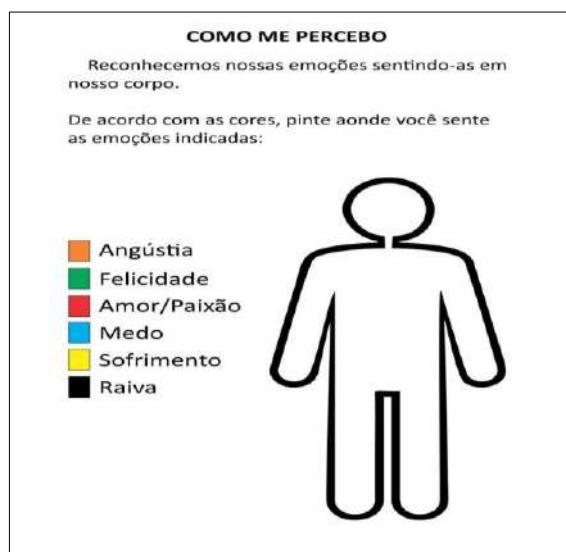 COMO ME PERCEBO
Reconhecemos nossas emoções sentindo-as em
nosso corpo.
De acordo com as cores, pinte aonde você sente
as emoções indicadas:
Angústia
Felicidade
Amor/Paixão
Medo
Sofrimento
Raiva